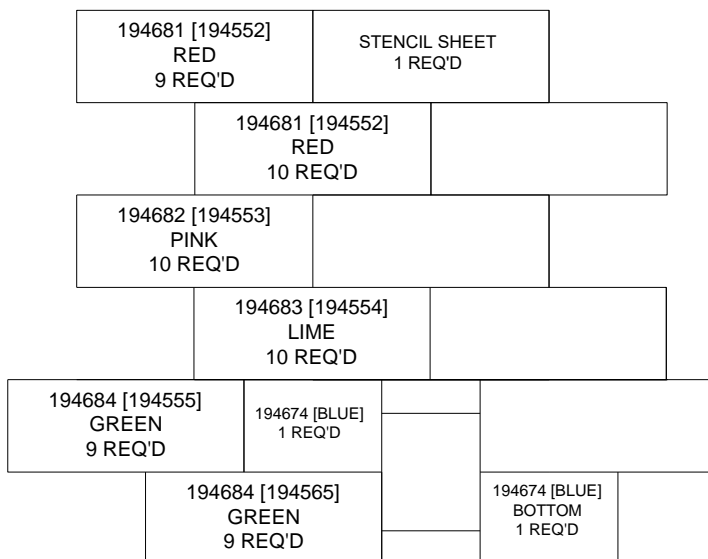 194681 [194552]
RED
9 REQ'D
STENCIL SHEET
1 REQ'D
194681 [194552]
RED
10 REQ'D
194682 [194553]
PINK
10 REQ'D
194683 [194554]
LIME
10 REQ'D
194684 [194555]
GREEN
9 REQ'D
194674 [BLUE]
1 REQ'D
194684 [194565]
GREEN
9 REQ'D
194674 [BLUE]
BOTTOM
1 REQ'D